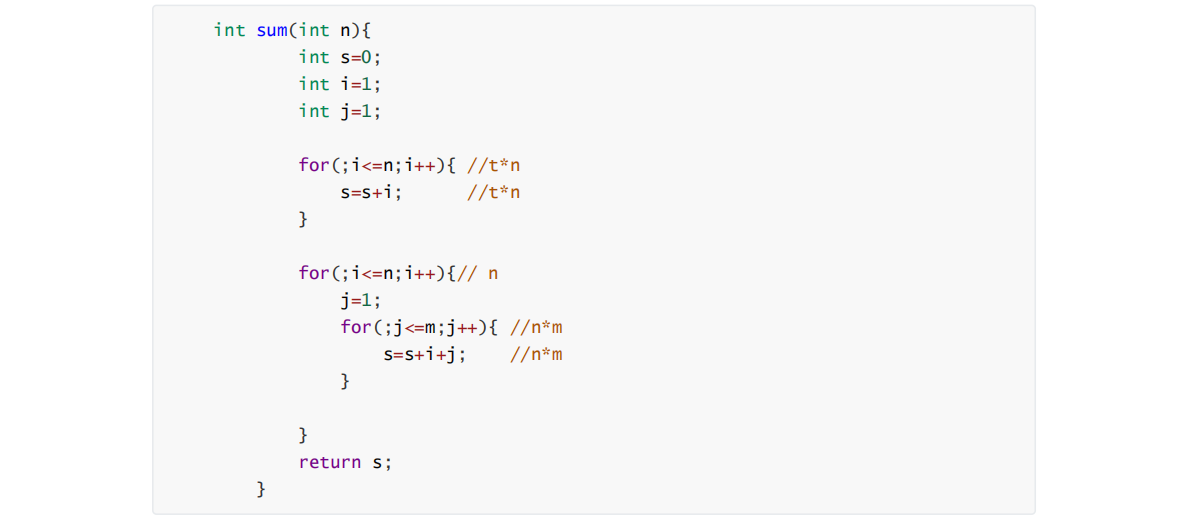 int sum(int n){
int s=0;
int i=1;
int j=1;
for(;i<=n;i++){ //t*n
s=s+i; //t*n
}
for(;i<=n;i++){// n
j=1;
for(;j<=m;j++){ //n*m
s=s+i+j; //n*m
}
}
return s;
}